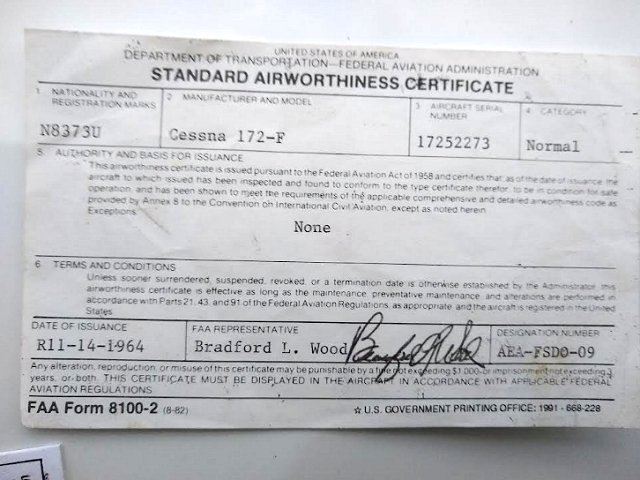 UNITED STATES OF AMERICA
DEPARTMENT OF TRANSPORTATION—FEDERAL AVIATION ADMINISTRATION
STANDARD AIRWORTHINESS CERTIFICATE
1 NATIONALITY AND REGISTRATION MARKS
N8373U
2 MANUFACTURER AND MODEL
Cessna 172-F
3 AIRCRAFT SERIAL NUMBER
17252273
4 CATEGORY
Normal
5. AUTHORITY AND BASIS FOR ISSUANCE
This airworthiness certificate is issued pursuant to the Federal Aviation Act of 1958 and certifies that, as of the date of issuance, the
aircraft to which issued has been inspected and found to conform to the type certificate therefor, to be in condition for safe
operation, and has been shown to meet the requirements of the applicable comprehensive and detailed airworthiness code as
provided by Annex 8 to the Convention on International Civil Aviation, except as noted herein.
Exceptions:
None
6. TERMS AND CONDITIONS
Unless sooner surrendered, suspended, revoked, or a termination date is otherwise established by the Administrator, this
airworthiness certificate is effective as long as the maintenance, preventative maintenance, and alterations are performed in
accordance with Parts 21, 43, and 91 of the Federal Aviation Regulations, as appropriate, and the aircraft is registered in the United
States.
DATE OF ISSUANCE
R11-14-1964
FAA REPRESENTATIVE
Bradford L. Wood
DESIGNATION NUMBER
AEA-FSDO-09
Any alteration, reproduction, or misuse of this certificate may be punishable by a fine not exceeding $1,000 or imprisonment not exceeding 3
years, or both. THIS CERTIFICATE MUST BE DISPLAYED IN THE AIRCRAFT IN ACCORDANCE WITH APPLICABLE FEDERAL
AVIATION REGULATIONS.
FAA Form 8100-2 (8-82)
☆ U.S. GOVERNMENT PRINTING OFFICE: 1991 - 668-228